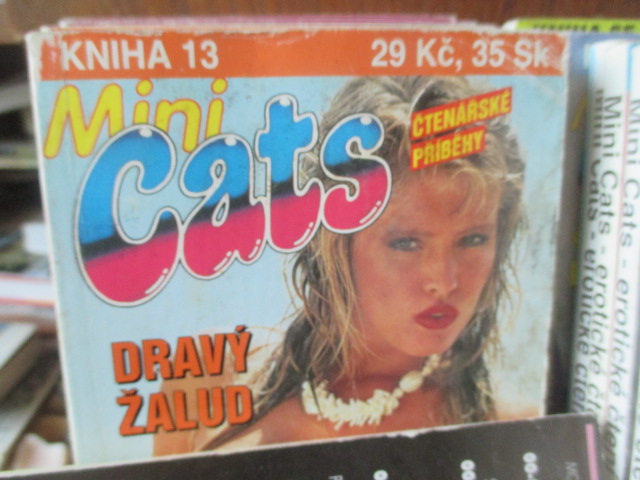 KNIHA 13
29 Kč, 35 Sk
Mini
Cats
ČTENÁŘSKÉ
PŘÍBĚHY
DRAVÝ
ŽALUD
Mini Cats - erotické
Mini Cats - erotické